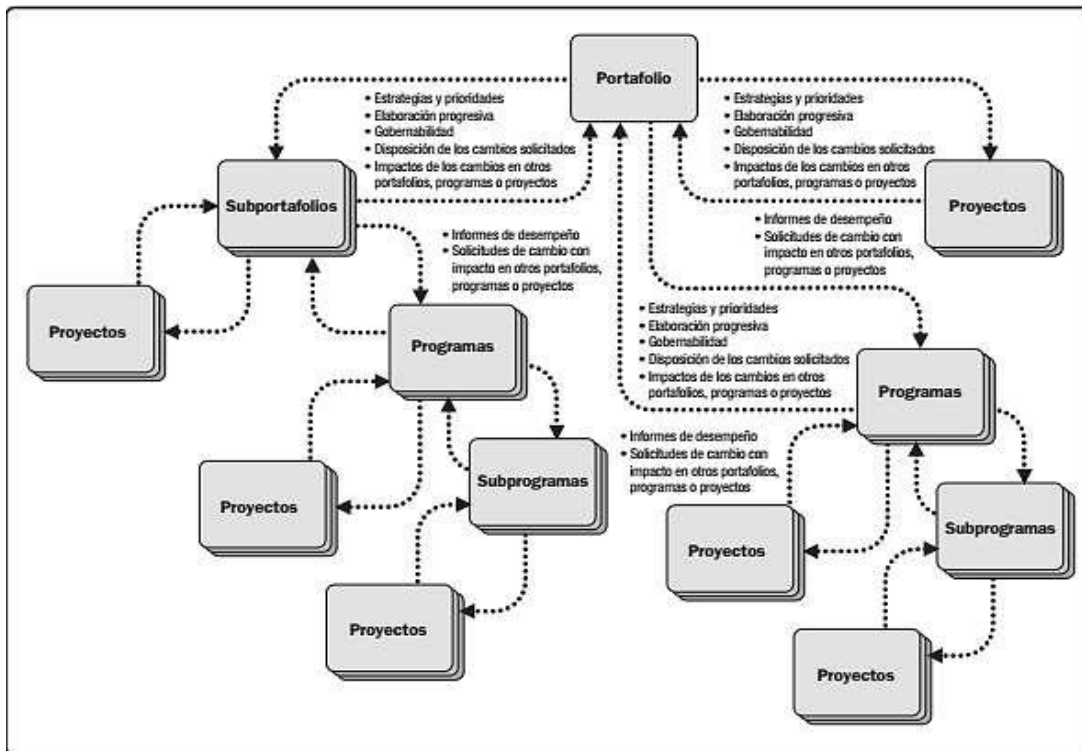 Portafolio
• Estrategias y prioridades
• Elaboración progresiva
• Gobernabilidad
• Disposición de los cambios solicitados
• Impactos de los cambios en otros
portafolios, programas o proyectos
• Estrategias y prioridades
• Elaboración progresiva
• Gobernabilidad
• Disposición de los cambios solicitados
• Impactos de los cambios en otros
portafolios, programas o proyectos
Subportafolios
Proyectos
• Informes de desempeño
• Solicitudes de cambio con
impacto en otros portafolios,
programas o proyectos
• Informes de desempeño
• Solicitudes de cambio con
impacto en otros portafolios,
programas o proyectos
Proyectos
Programas
• Estrategias y prioridades
• Elaboración progresiva
• Gobernabilidad
• Disposición de los cambios solicitados
• Impactos de los cambios en otros
portafolios, programas o proyectos
Programas
• Informes de desempeño
• Solicitudes de cambio con
impacto en otros portafolios,
programas o proyectos
Proyectos
Subprogramas
Proyectos
Subprogramas
Proyectos
Proyectos